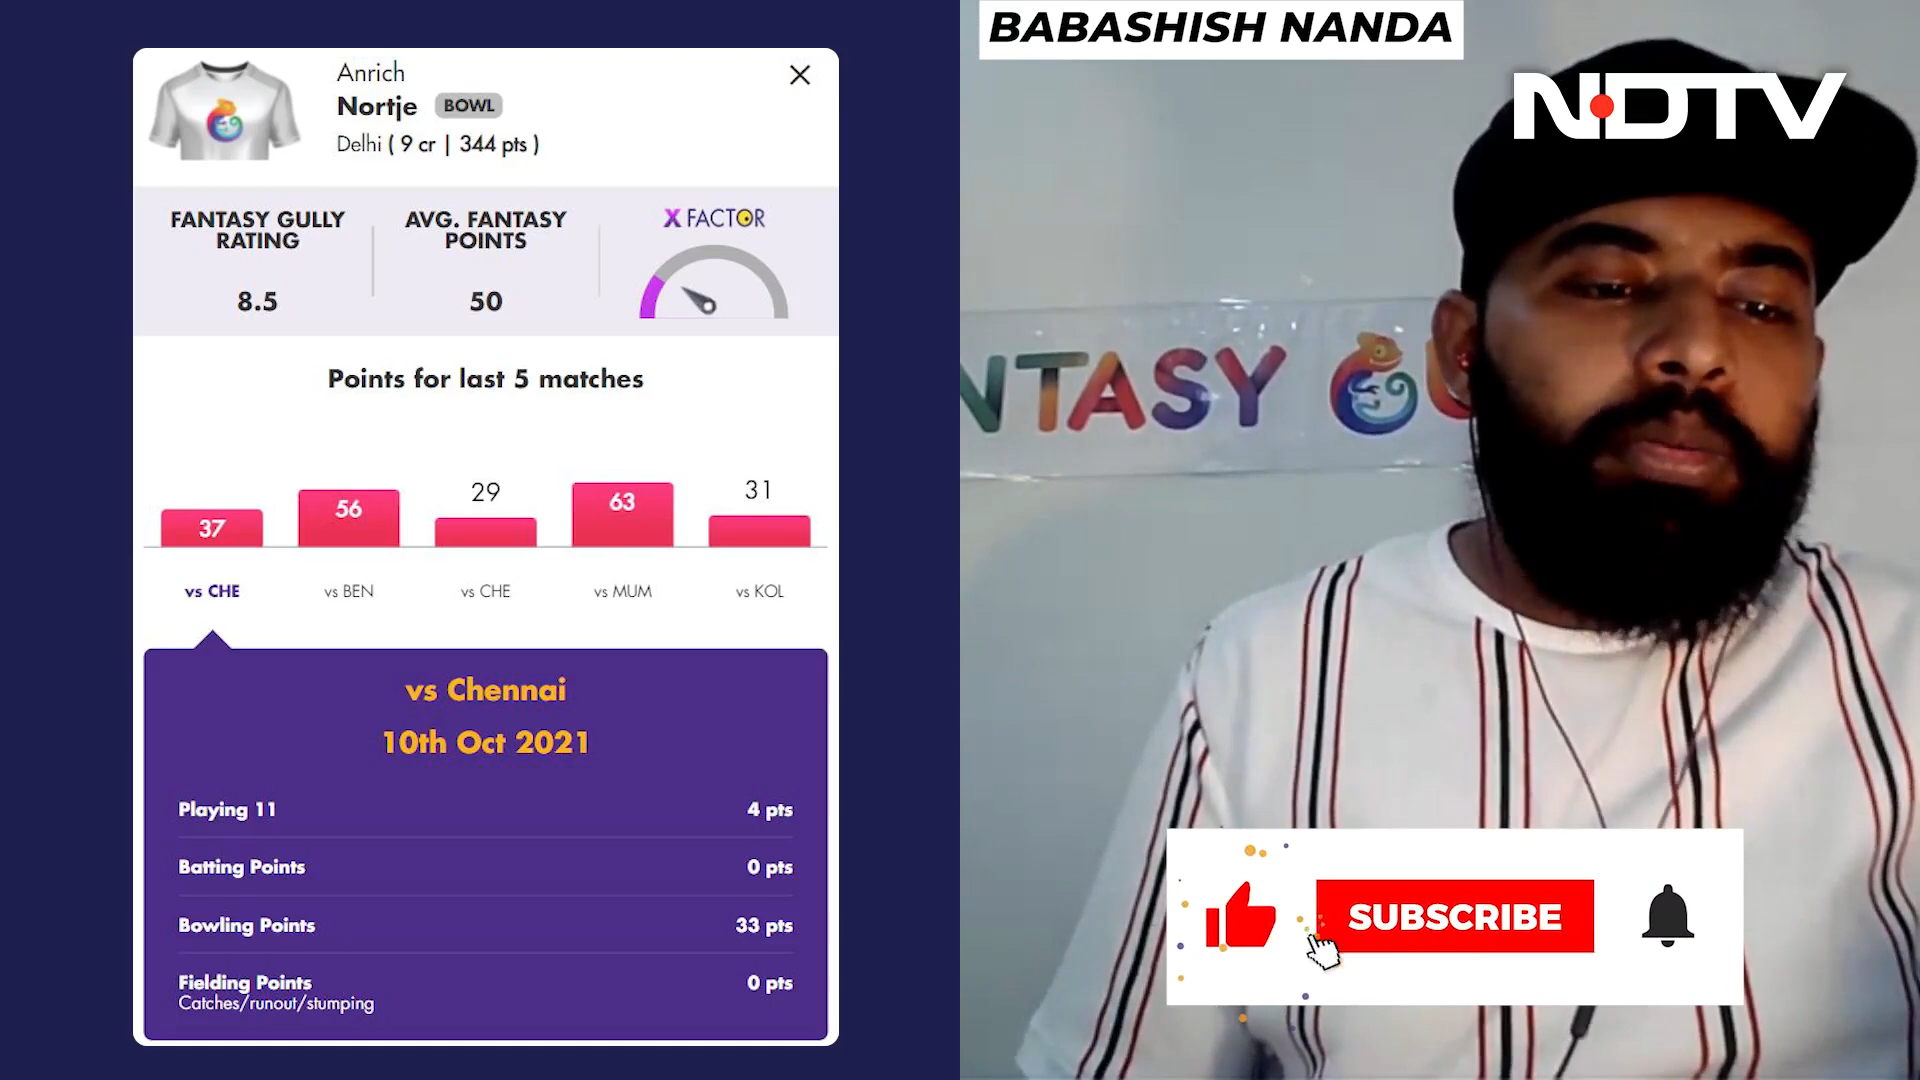 Anrich
Nortje BOWL
Delhi ( 9 cr | 344 pts )
FANTASY GULLY
RATING
8.5
AVG. FANTASY
POINTS
50
X FACTOR
Points for last 5 matches
37
56
29
63
31
vs CHE
vs BEN
vs CHE
vs MUM
vs KOL
vs Chennai
10th Oct 2021
Playing 11 4 pts
Batting Points 0 pts
Bowling Points 33 pts
Fielding Points 0 pts
Catches/runout/stumping
BABASHISH NANDA
NDTV
NTASY GU
SUBSCRIBE